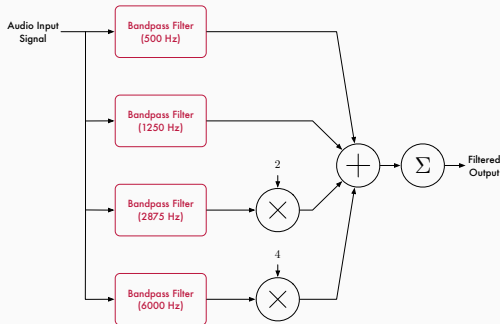 Audio Input
Signal
Bandpass Filter
(500 Hz)
Bandpass Filter
(1250 Hz)
2
Filtered
Output
Σ
Bandpass Filter
(2875 Hz)
4
Bandpass Filter
(6000 Hz)